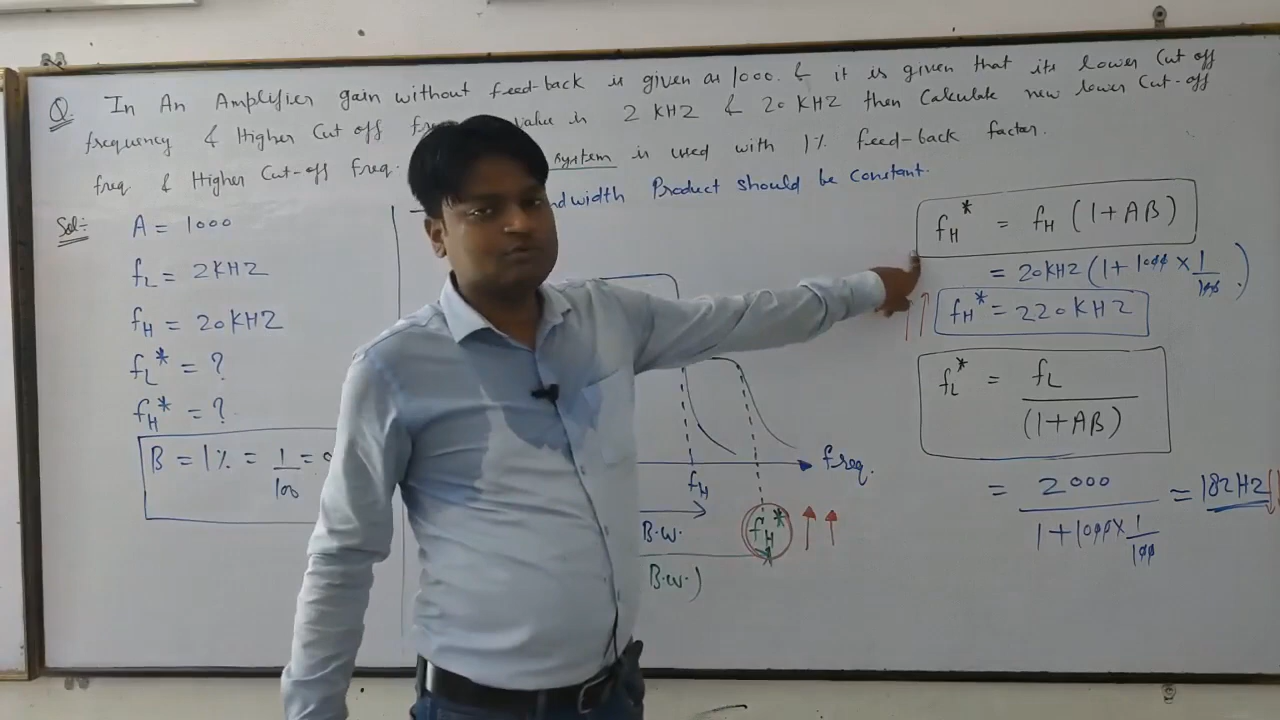 Q. In An Amplifier gain without feed-back is given as 1000. & it is given that its lower Cut off
frequency & Higher Cut off value is 2 KHZ & 20 KHZ then Calculate new lower Cut-off
freq & Higher Cut-off freq. system is used with 1% feed-back factor.
Product should be Constant.
Sol:-
A = 1000
fL = 2KHZ
fH = 20KHZ
fL* = ?
fH* = ?
B = 1% = 1/100 =
fH
freq.
B.W.
fH*
B.W.)
fH* = fH (1+AB)
= 20KHZ (1+1000 × 1/100)
fH* = 220KHZ
fL* = fL/(1+AB)
= 2000/1+1000×1/100 = 182HZ